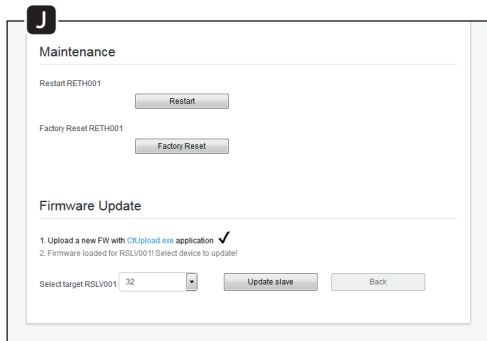 J
Maintenance
Restart RETH001
Restart
Factory Reset RETH001
Factory Reset
Firmware Update
1. Upload a new FW with CtUpload.exe application ✓
2. Firmware loaded for RSLV001! Select device to update!
Select target RSLV001 32 Update slave Back